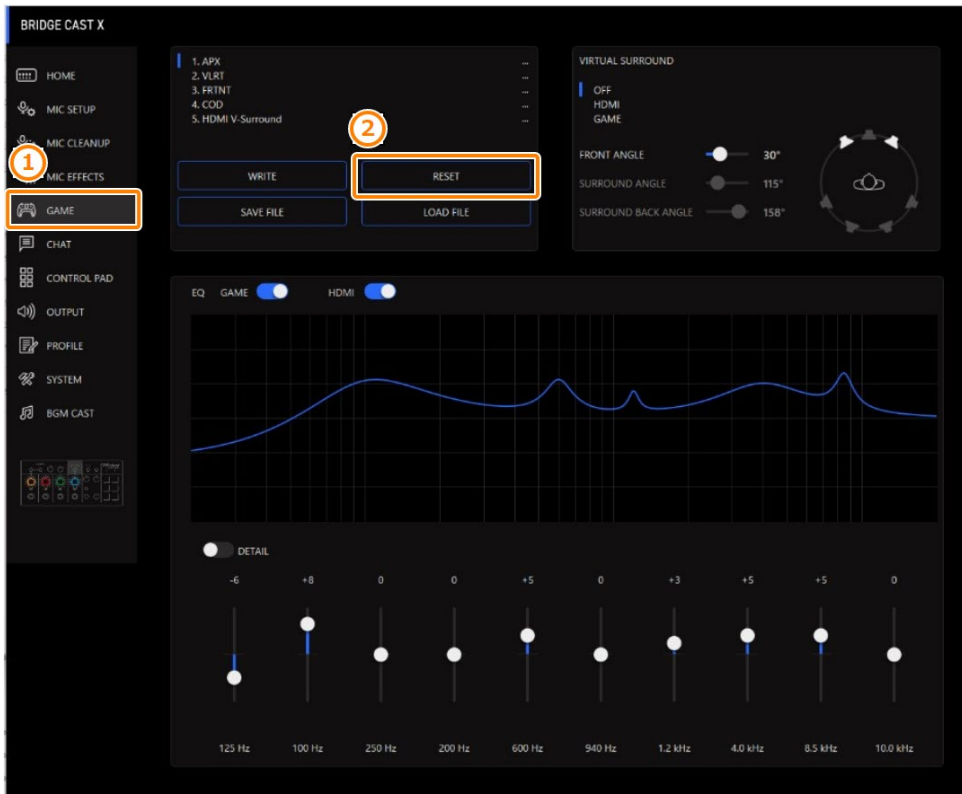 BRIDGE CAST X
HOME
MIC SETUP
MIC CLEANUP
1
MIC EFFECTS
GAME
CHAT
CONTROL PAD
OUTPUT
PROFILE
SYSTEM
BGM CAST
1. APX ...
2. VLRT ...
3. FRTNT ...
4. COD ...
5. HDMI V-Surround ...
2
WRITE RESET
SAVE FILE LOAD FILE
VIRTUAL SURROUND
OFF
HDMI
GAME
FRONT ANGLE 30°
SURROUND ANGLE 115°
SURROUND BACK ANGLE 158°
EQ GAME HDMI
DETAIL
-6 +8 0 0 +5 0 +3 +5 +5 0
125 Hz 100 Hz 250 Hz 200 Hz 600 Hz 940 Hz 1.2 kHz 4.0 kHz 8.5 kHz 10.0 kHz